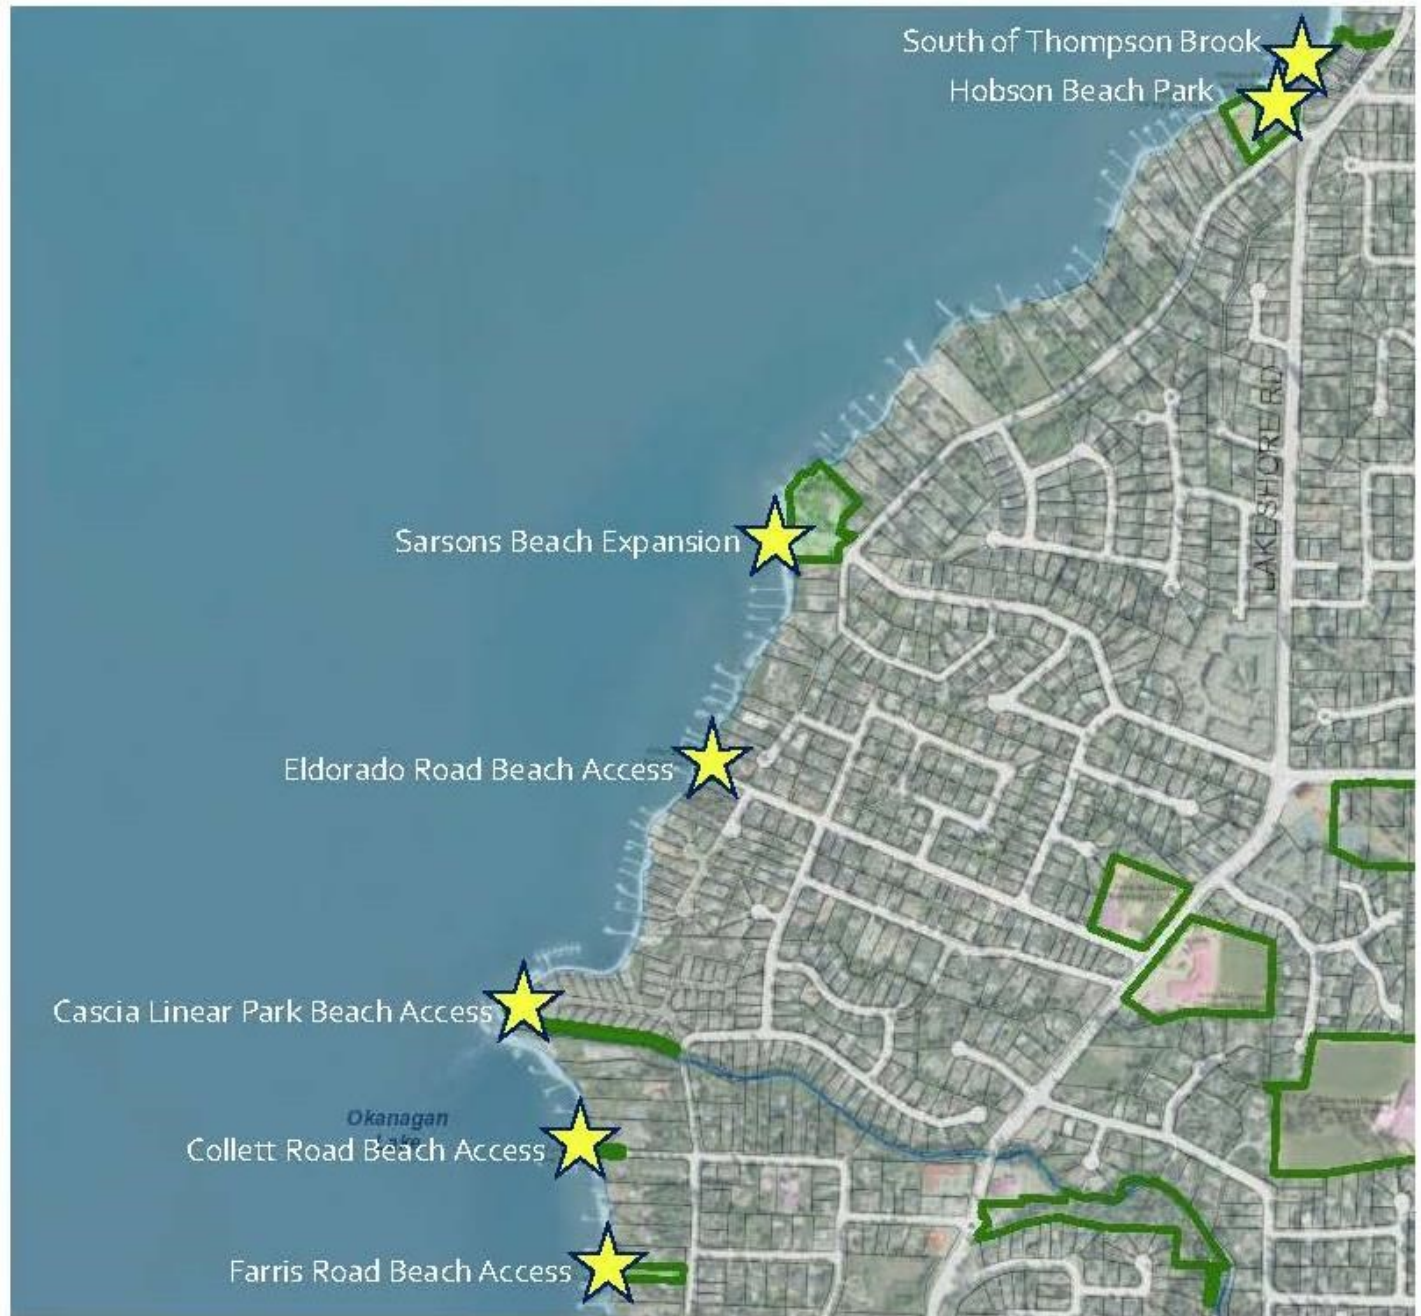 South of Thompson Brook
Hobson Beach Park
LAKESHORE RD
Sarsons Beach Expansion
Eldorado Road Beach Access
Cascia Linear Park Beach Access
Okanagan
Lake
Collett Road Beach Access
Farris Road Beach Access